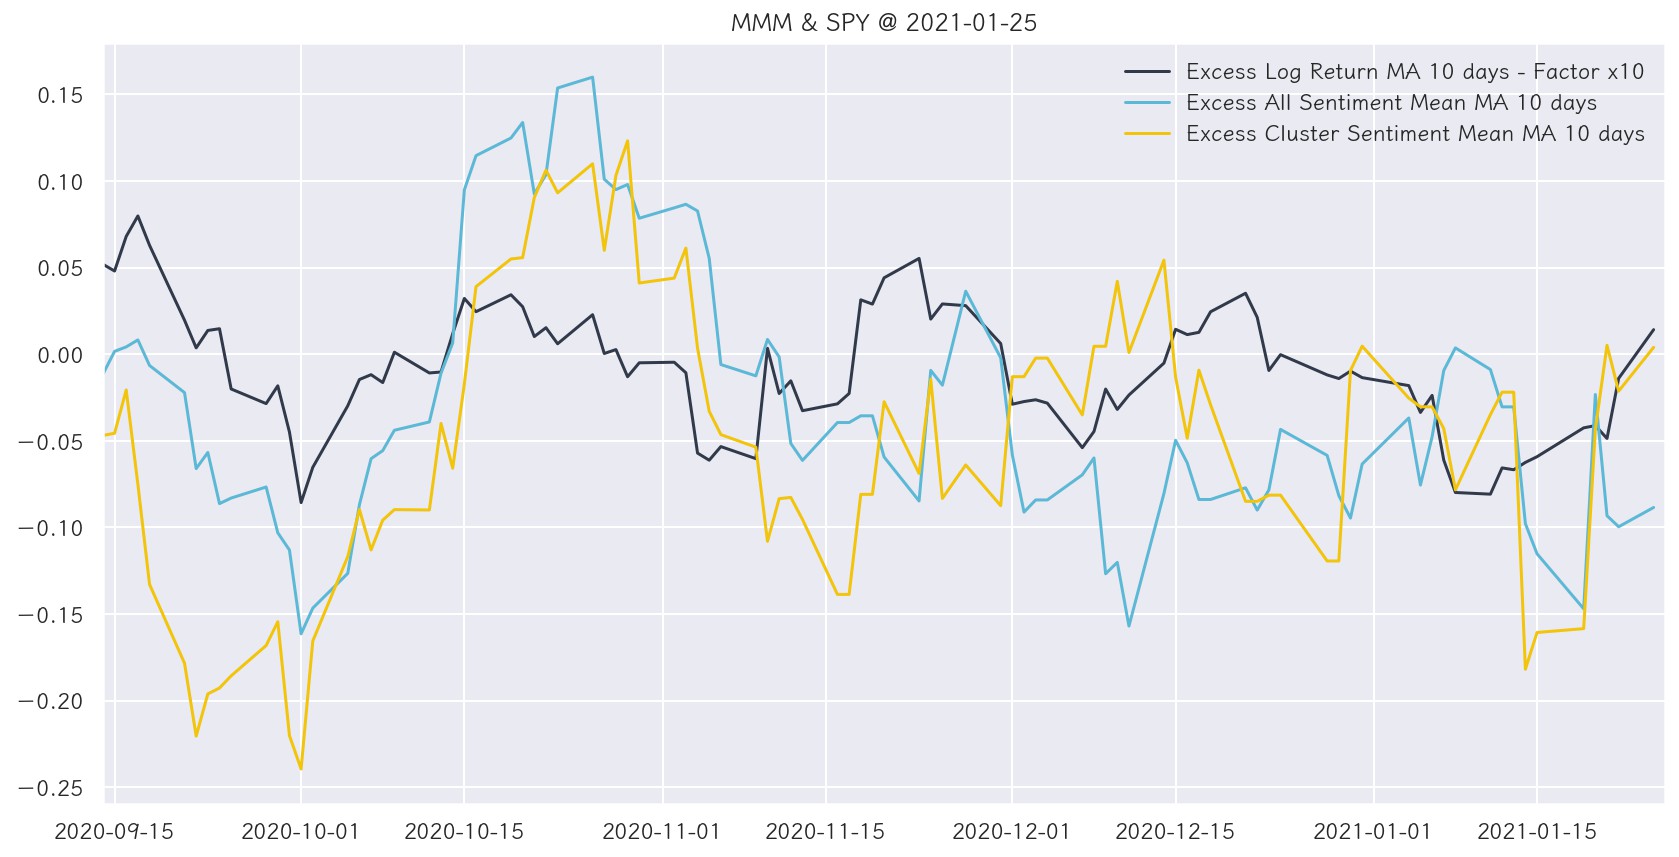 MMM & SPY @ 2021-01-25
Excess Log Return MA 10 days - Factor x10
Excess All Sentiment Mean MA 10 days
Excess Cluster Sentiment Mean MA 10 days
0.15
0.10
0.05
0.00
−0.05
−0.10
−0.15
−0.20
−0.25
2020-09-15 2020-10-01 2020-10-15 2020-11-01 2020-11-15 2020-12-01 2020-12-15 2021-01-01 2021-01-15